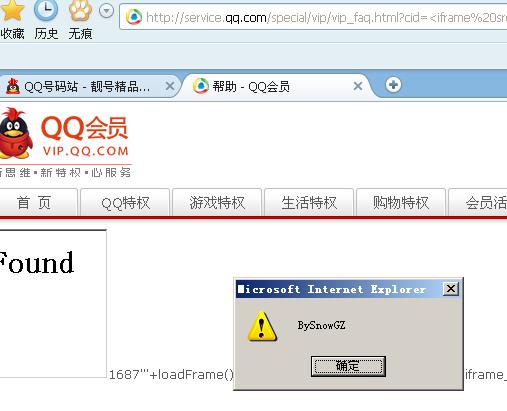 收藏 历史 无痕
http://service.qq.com/special/vip/vip_faq.html?cid=<iframe%20sr
QQ号码站 - 靓号精品... 帮助 - QQ会员
QQ会员
VIP.QQ.COM
思维·新特权·心服务
首 页 QQ特权 游戏特权 生活特权 购物特权 会员活
Found
Microsoft Internet Explorer
BySnowGZ
确定
1687'"+loadFrame() iframe_